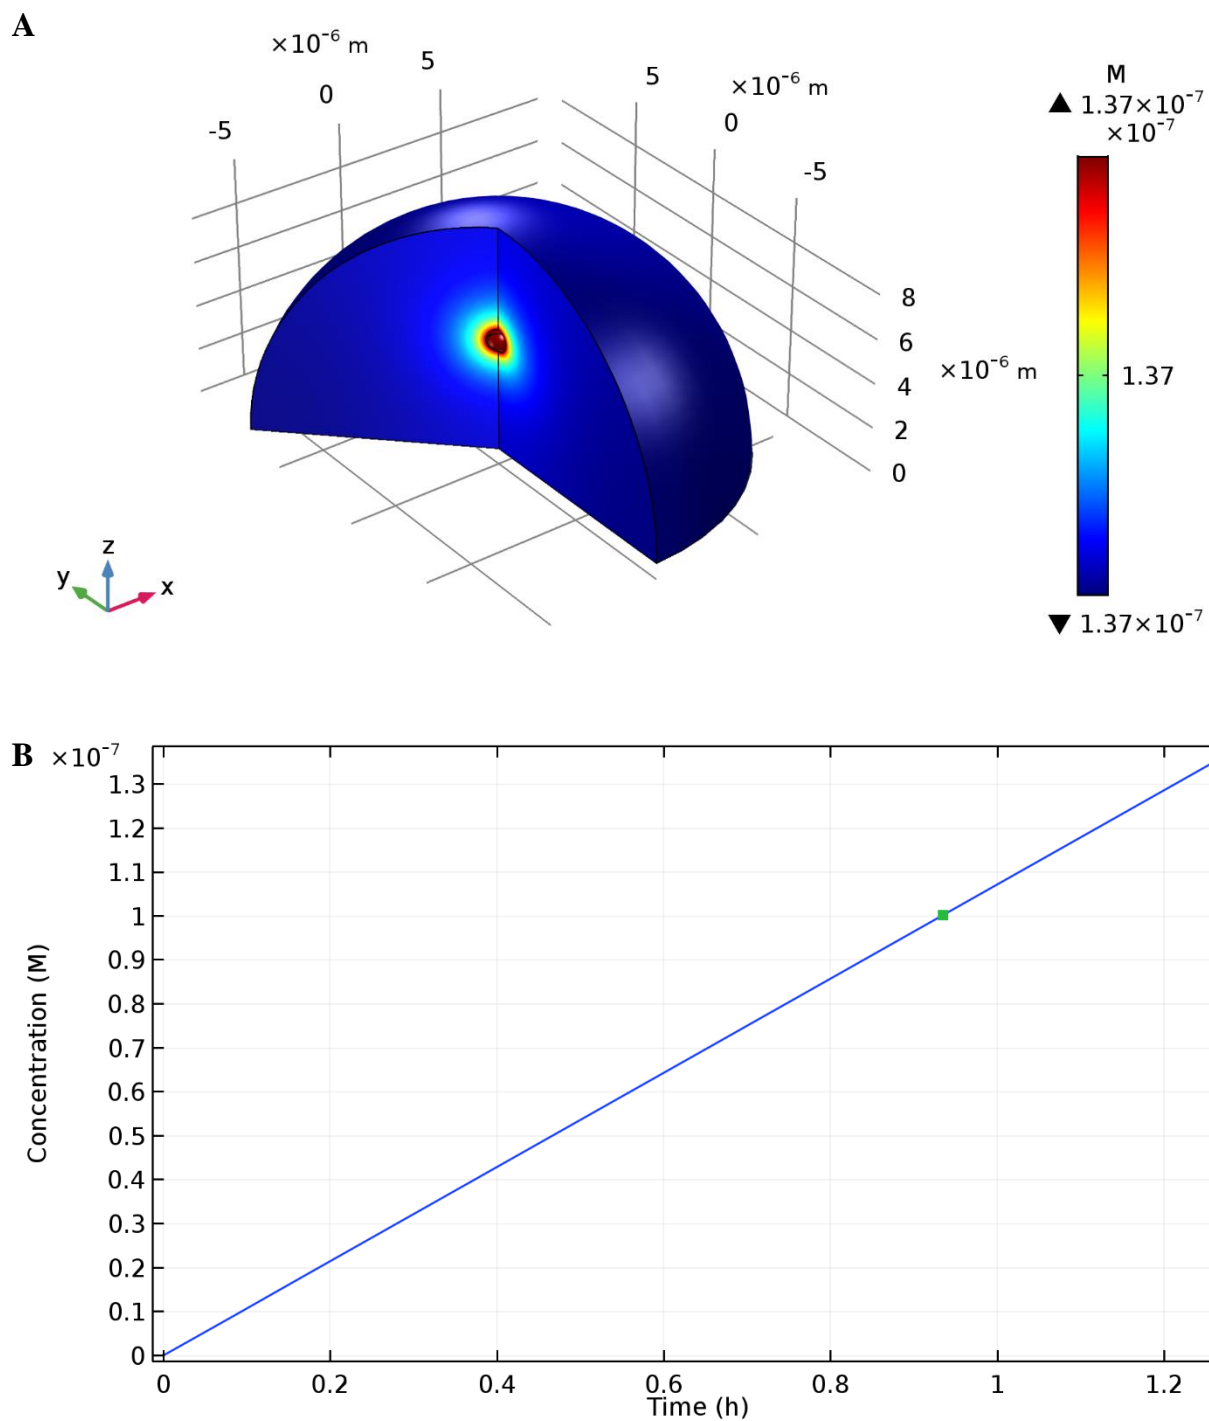 A
×10⁻⁶ m
5
0
-5
5
×10⁻⁶ m
0
-5
8
6
×10⁻⁶ m
4
2
0
M
▲ 1.37×10⁻⁷
×10⁻⁷
1.37
▼ 1.37×10⁻⁷
z
y
x
B
×10⁻⁷
1.3
1.2
1.1
1
0.9
0.8
0.7
0.6
0.5
0.4
0.3
0.2
0.1
0
Concentration (M)
0 0.2 0.4 0.6 0.8 1 1.2
Time (h)